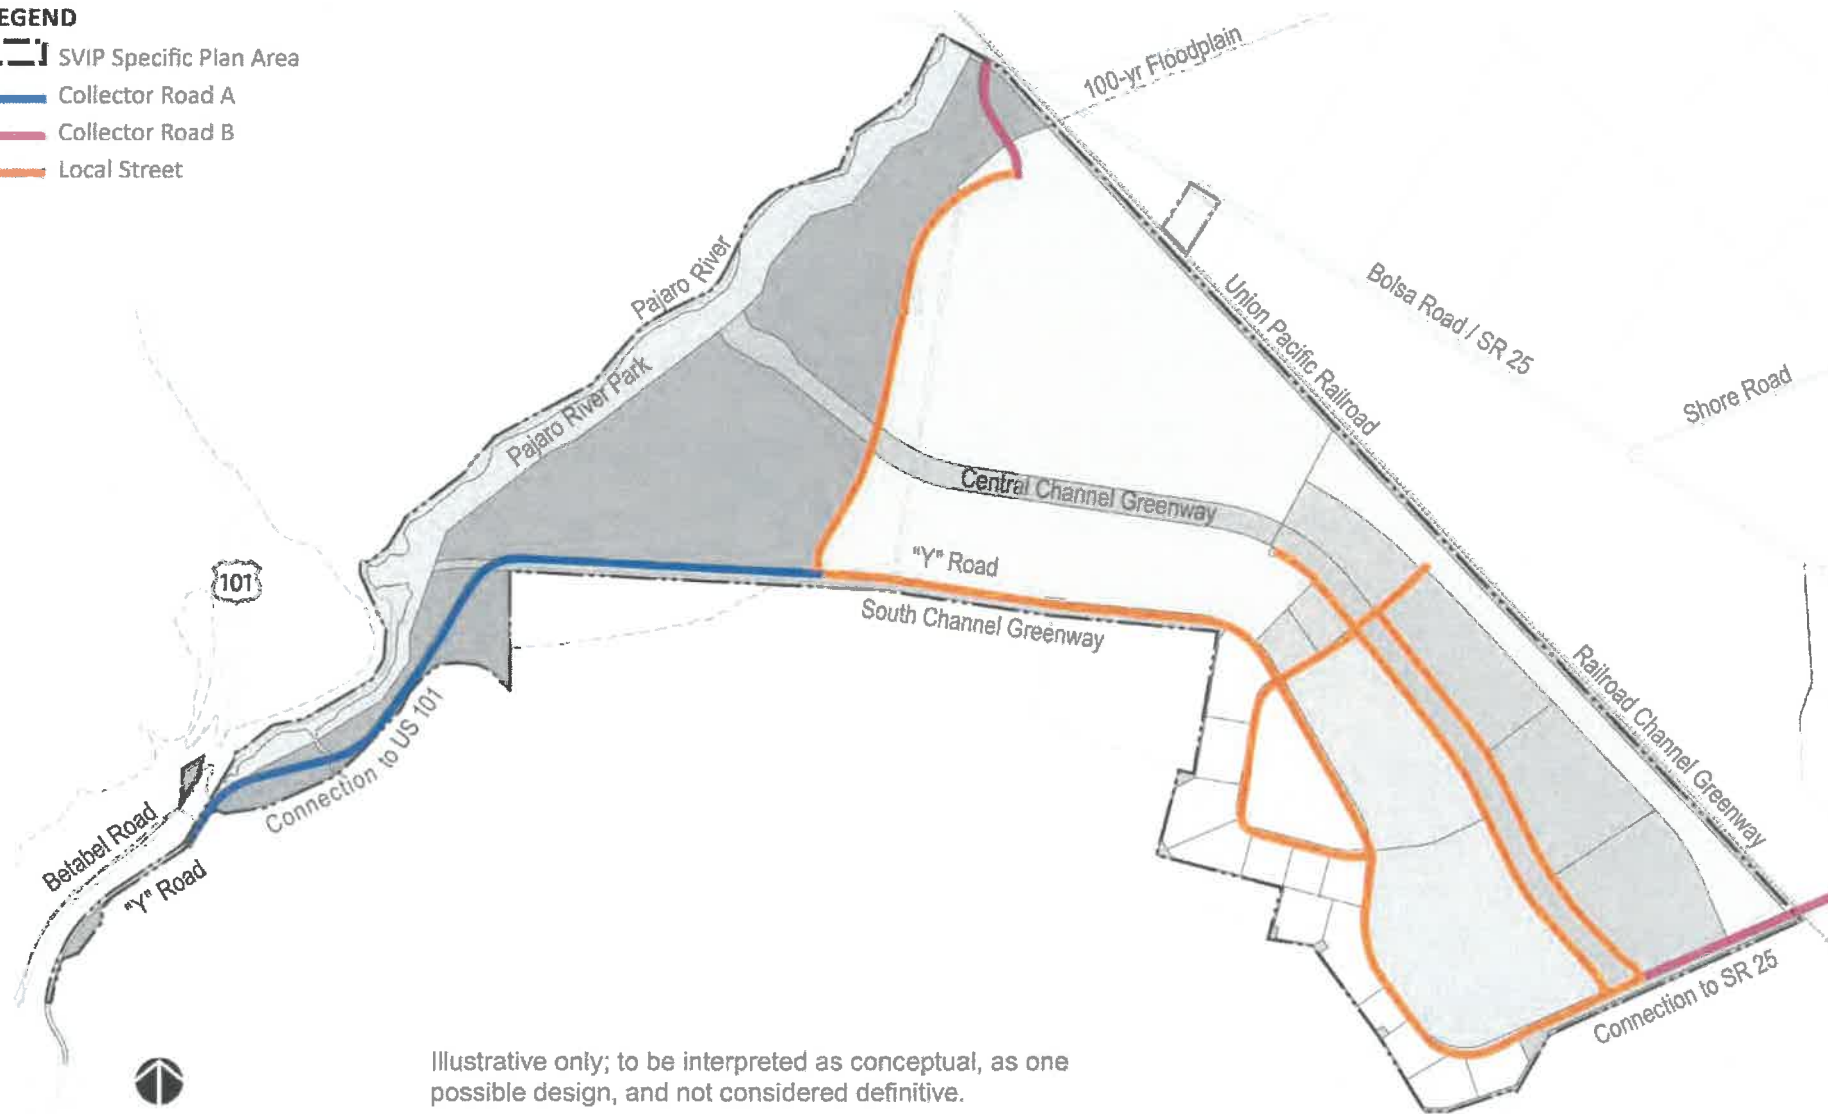 EGEND
SVIP Specific Plan Area
Collector Road A
Collector Road B
Local Street
100-yr Floodplain
Pajaro River
Union Pacific Railroad
Bolsa Road / SR 25
Shore Road
Pajaro River Park
Central Channel Greenway
"Y" Road
South Channel Greenway
101
Railroad Channel Greenway
Connection to US 101
Betabel Road
"Y" Road
Connection to SR 25
Illustrative only; to be interpreted as conceptual, as one
possible design, and not considered definitive.